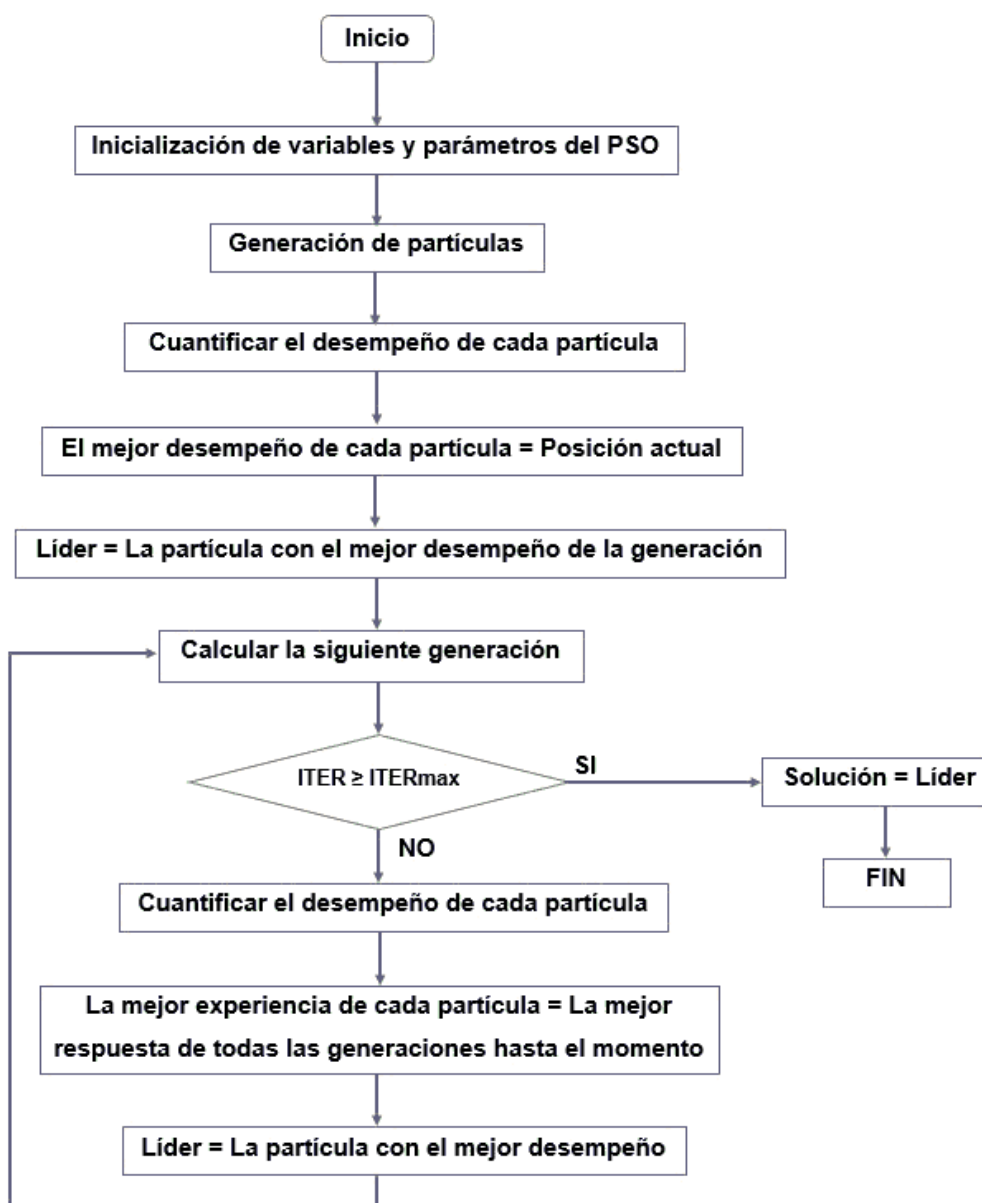 Inicio
Inicialización de variables y parámetros del PSO
Generación de partículas
Cuantificar el desempeño de cada partícula
El mejor desempeño de cada partícula = Posición actual
Líder = La partícula con el mejor desempeño de la generación
Calcular la siguiente generación
ITER ≥ ITERmax
SI
Solución = Líder
FIN
NO
Cuantificar el desempeño de cada partícula
La mejor experiencia de cada partícula = La mejor
respuesta de todas las generaciones hasta el momento
Líder = La partícula con el mejor desempeño